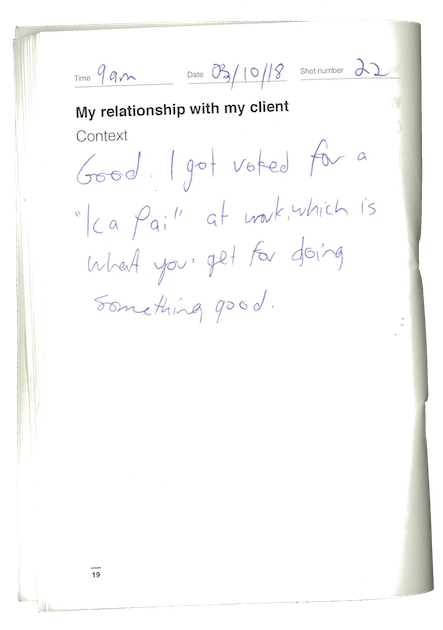 Time 9am Date 03/10/18 Shot number 22
My relationship with my client
Context
Good. I got voted for a
"Ka Pai" at work, which is
what you get for doing
something good.
19